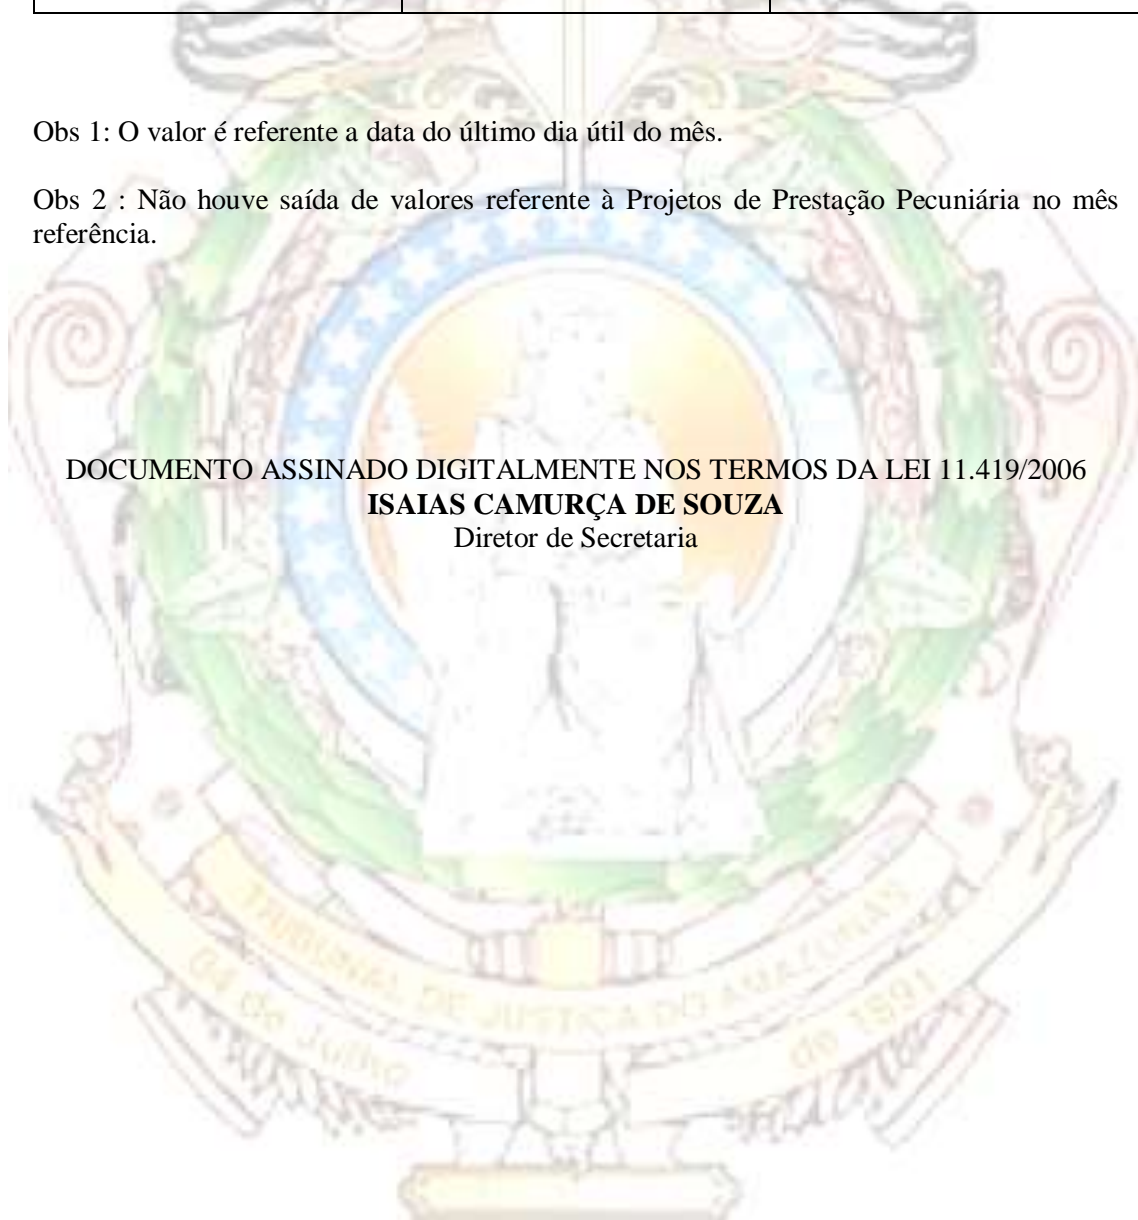 Obs 1: O valor é referente a data do último dia útil do mês.
Obs 2 : Não houve saída de valores referente à Projetos de Prestação Pecuniária no mês
referência.
DOCUMENTO ASSINADO DIGITALMENTE NOS TERMOS DA LEI 11.419/2006
ISAIAS CAMURÇA DE SOUZA
Diretor de Secretaria
TRIBUNAL DE JUSTIÇA DO AMAZONAS
04 de Julho de 1891